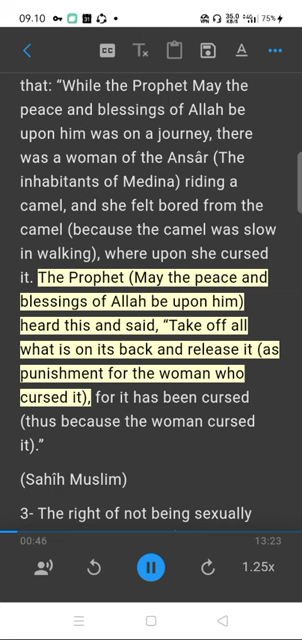 09.10
35.0
KB/S
75%
CC
that: “While the Prophet May the
peace and blessings of Allah be
upon him was on a journey, there
was a woman of the Ansâr (The
inhabitants of Medina) riding a
camel, and she felt bored from the
camel (because the camel was slow
in walking), where upon she cursed
it. The Prophet (May the peace and
blessings of Allah be upon him)
heard this and said, “Take off all
what is on its back and release it (as
punishment for the woman who
cursed it), for it has been cursed
(thus because the woman cursed
it).”
(Sahîh Muslim)
3- The right of not being sexually
00:46 13:23
1.25x